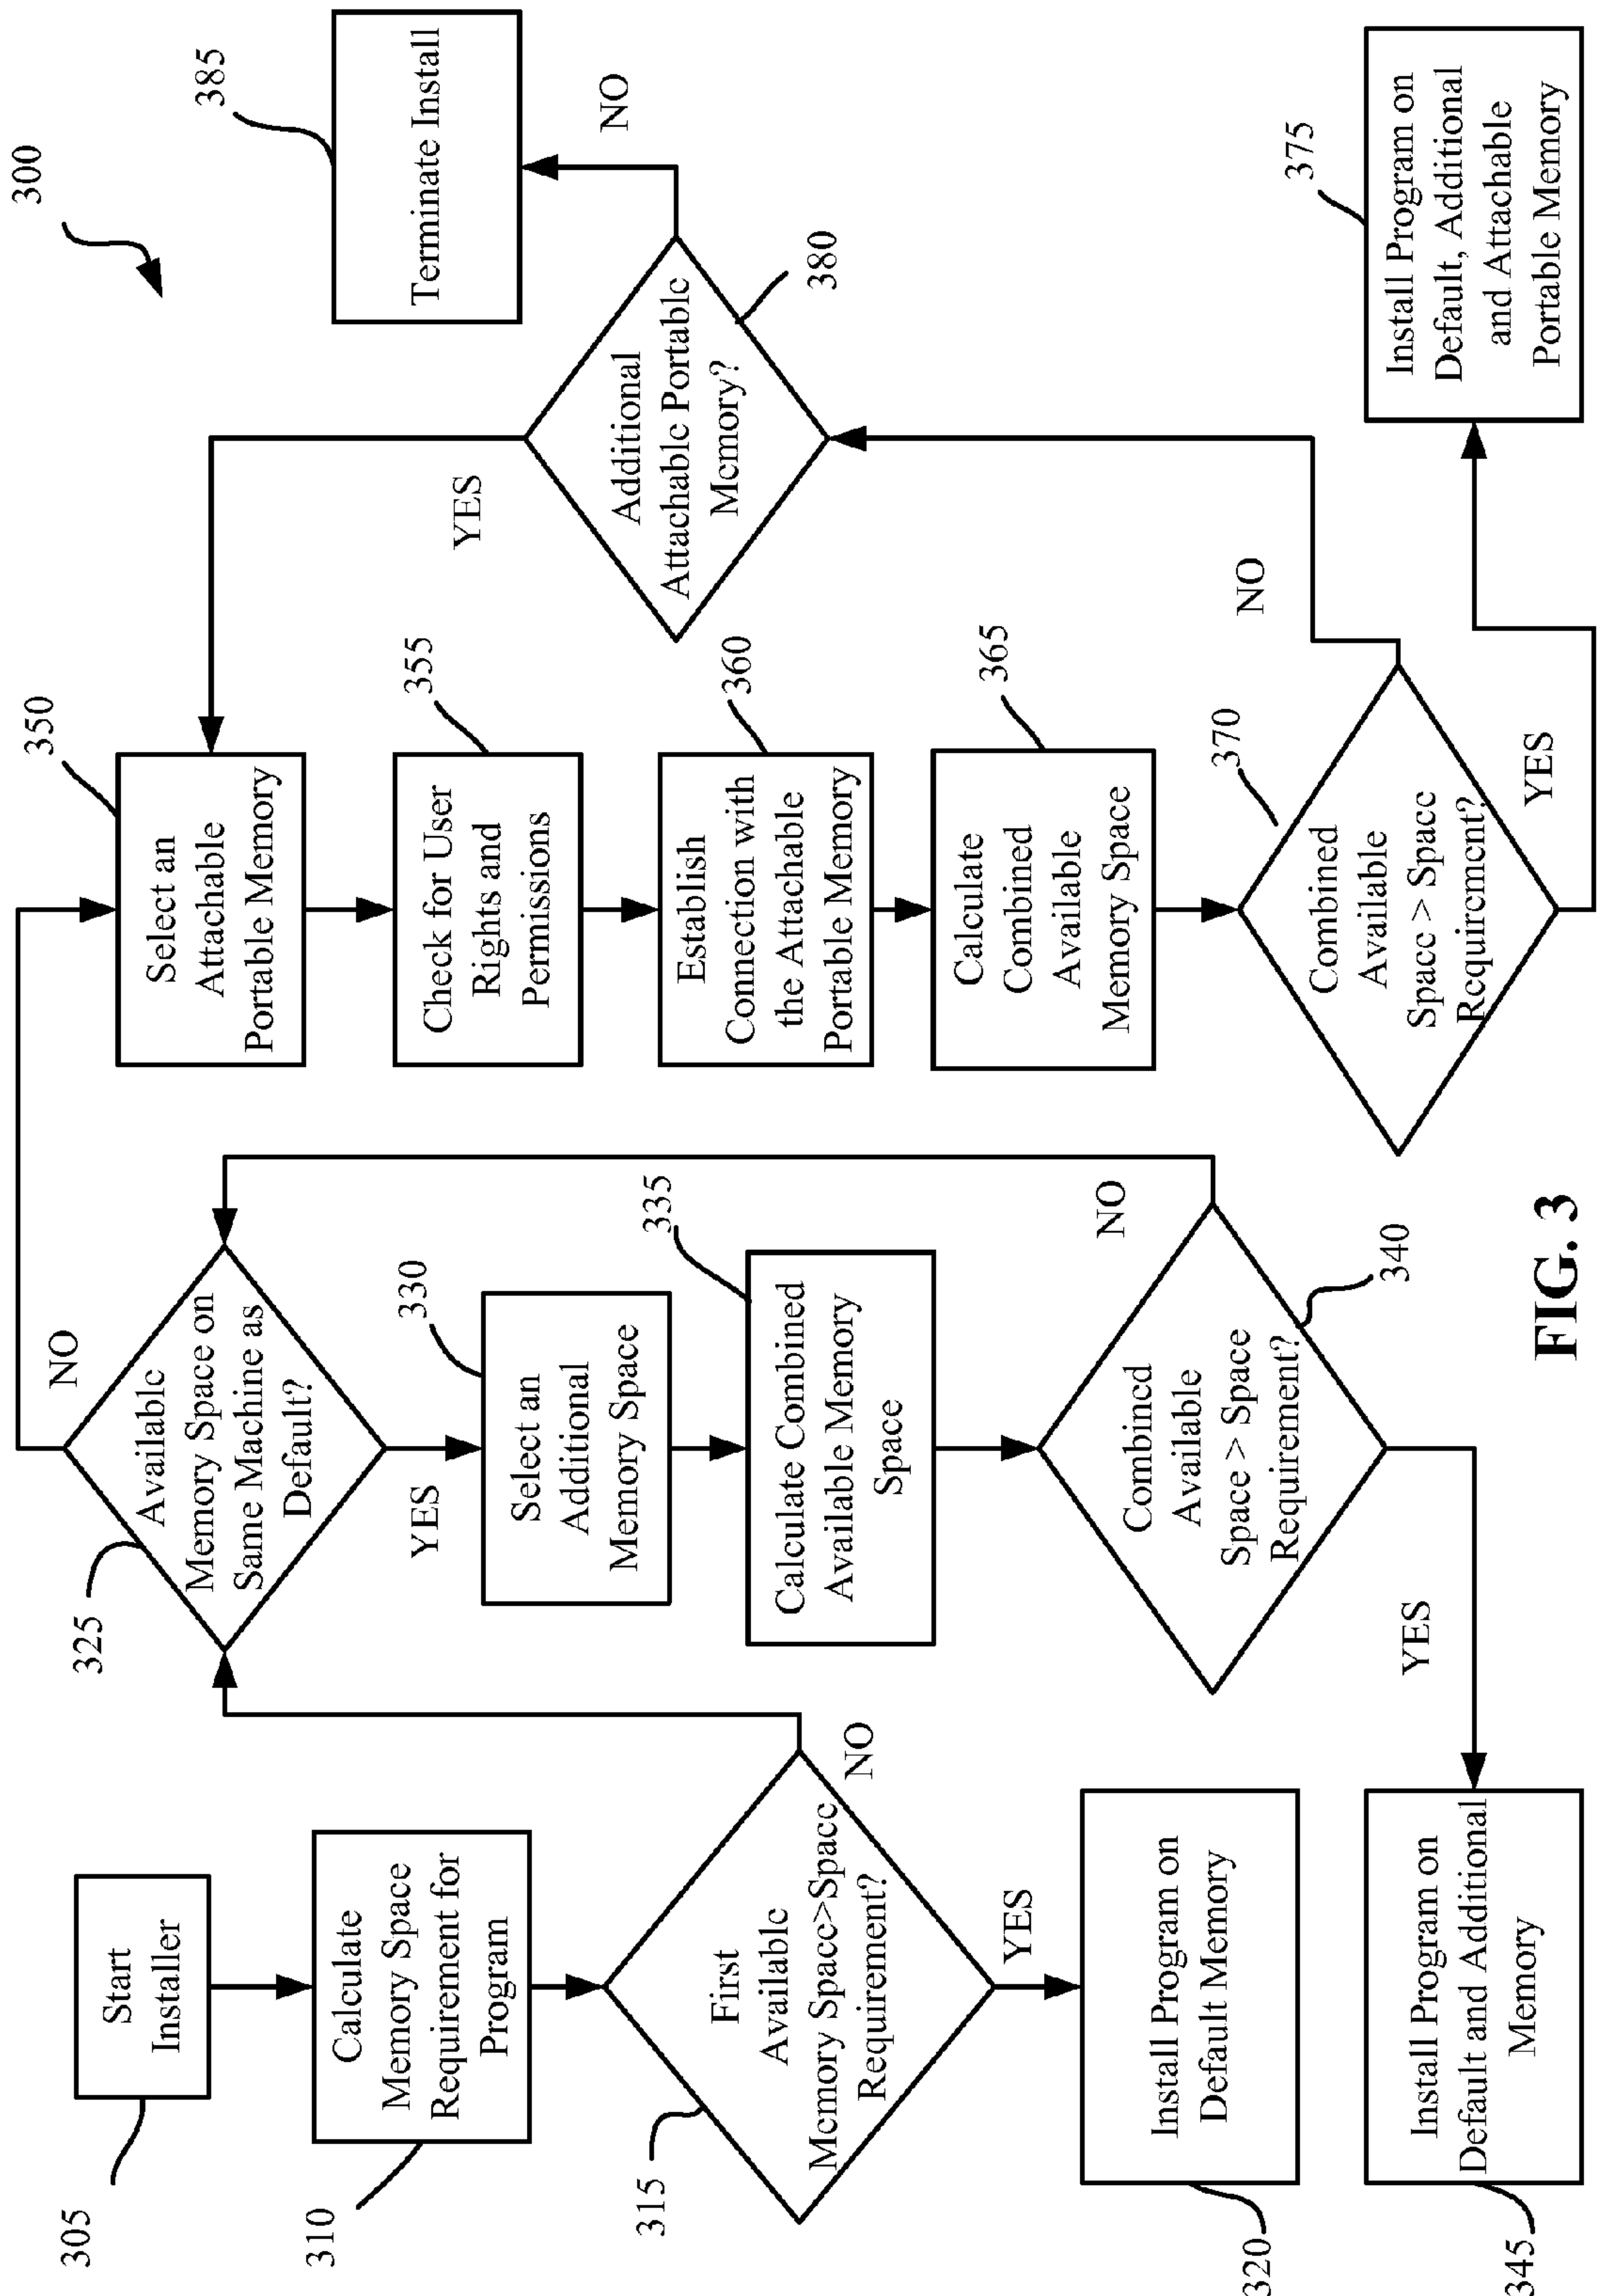 300
305
Start
Installer
310
Calculate
Memory Space
Requirement for
Program
315
First
Available
Memory Space>Space
Requirement?
NO
YES
320
Install Program on
Default Memory
325
Available
Memory Space on
Same Machine as
Default?
NO
YES
330
Select an
Additional
Memory Space
335
Calculate Combined
Available Memory
Space
340
Combined
Available
Space > Space
Requirement?
NO
YES
345
Install Program on
Default and Additional
Memory
350
Select an
Attachable
Portable Memory
355
Check for User
Rights and
Permissions
360
Establish
Connection with
the Attachable
Portable Memory
365
Calculate
Combined
Available
Memory Space
370
Combined
Available
Space > Space
Requirement?
NO
YES
375
Install Program on
Default, Additional
and Attachable
Portable Memory
380
Additional
Attachable Portable
Memory?
YES
NO
385
Terminate Install
FIG. 3